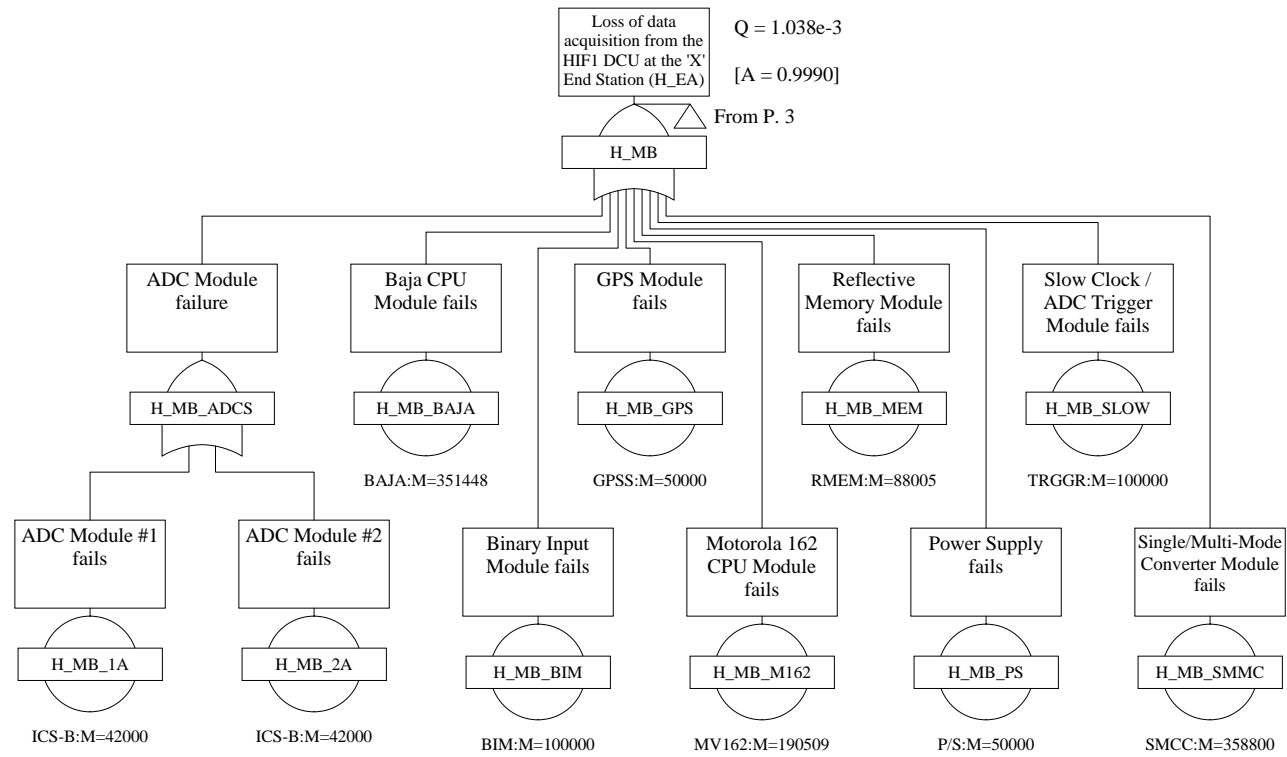 Loss of data
acquisition from the
HIF1 DCU at the 'X'
End Station (H_EA)
Q = 1.038e-3
[A = 0.9990]
From P. 3
H_MB
ADC Module
failure
Baja CPU
Module fails
GPS Module
fails
Reflective
Memory Module
fails
Slow Clock /
ADC Trigger
Module fails
H_MB_ADCS
H_MB_BAJA
H_MB_GPS
H_MB_MEM
H_MB_SLOW
BAJA:M=351448
GPSS:M=50000
RMEM:M=88005
TRGGR:M=100000
ADC Module #1
fails
ADC Module #2
fails
Binary Input
Module fails
Motorola 162
CPU Module
fails
Power Supply
fails
Single/Multi-Mode
Converter Module
fails
H_MB_1A
H_MB_2A
H_MB_BIM
H_MB_M162
H_MB_PS
H_MB_SMMC
ICS-B:M=42000
ICS-B:M=42000
BIM:M=100000
MV162:M=190509
P/S:M=50000
SMCC:M=358800